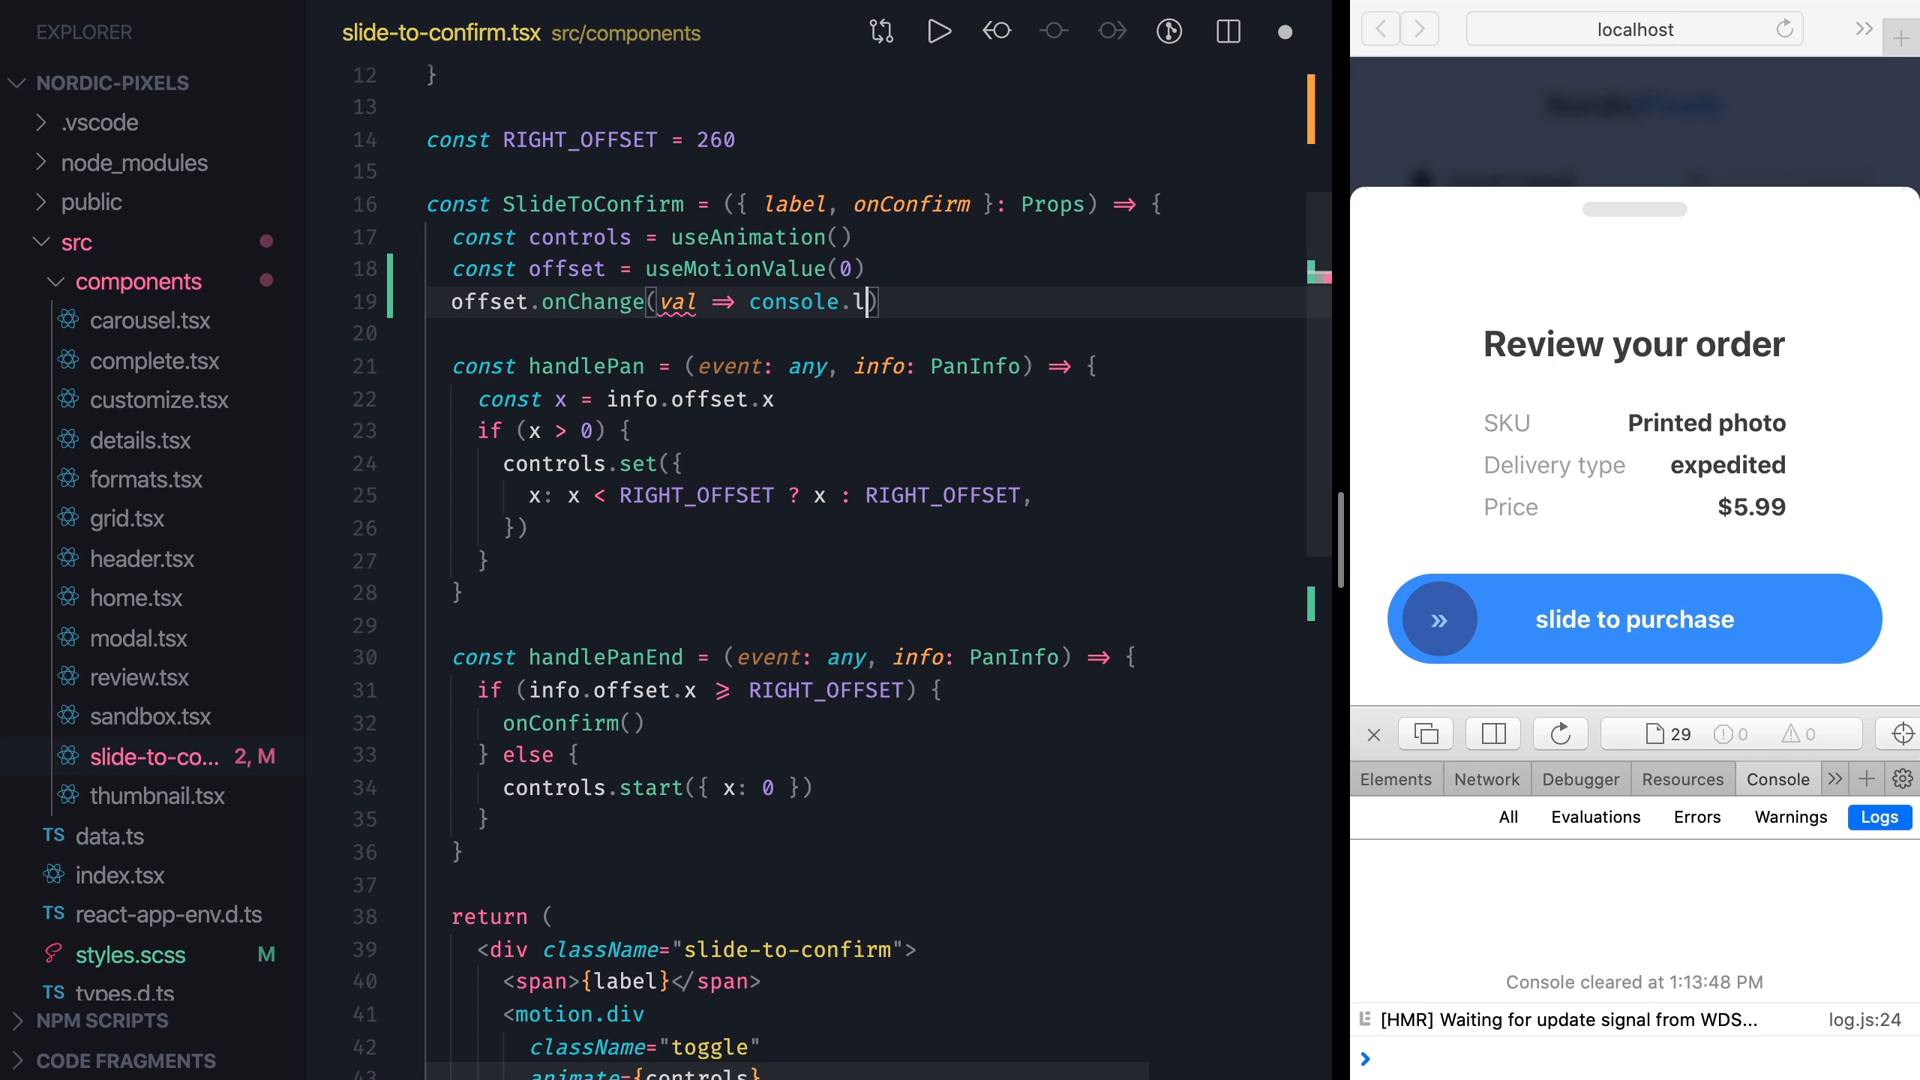 EXPLORER
NORDIC-PIXELS
.vscode
node_modules
public
src
components
carousel.tsx
complete.tsx
customize.tsx
details.tsx
formats.tsx
grid.tsx
header.tsx
home.tsx
modal.tsx
review.tsx
sandbox.tsx
slide-to-co... 2, M
thumbnail.tsx
TS data.ts
index.tsx
TS react-app-env.d.ts
styles.scss M
TS types.d.ts
NPM SCRIPTS
CODE FRAGMENTS
slide-to-confirm.tsx src/components
12 }
13
14 const RIGHT_OFFSET = 260
15
16 const SlideToConfirm = ({ label, onConfirm }: Props) ⇒ {
17 const controls = useAnimation()
18 const offset = useMotionValue(0)
19 offset.onChange(val ⇒ console.l)
20
21 const handlePan = (event: any, info: PanInfo) ⇒ {
22 const x = info.offset.x
23 if (x > 0) {
24 controls.set({
25 x: x < RIGHT_OFFSET ? x : RIGHT_OFFSET,
26 })
27 }
28 }
29
30 const handlePanEnd = (event: any, info: PanInfo) ⇒ {
31 if (info.offset.x ⩾ RIGHT_OFFSET) {
32 onConfirm()
33 } else {
34 controls.start({ x: 0 })
35 }
36 }
37
38 return (
39 <div className="slide-to-confirm">
40 <span>{label}</span>
41 <motion.div
42 className="toggle"
43 animate={controls}
localhost
Review your order
SKU Printed photo
Delivery type expedited
Price $5.99
» slide to purchase
29 0 0
Elements Network Debugger Resources Console
All Evaluations Errors Warnings Logs
Console cleared at 1:13:48 PM
[HMR] Waiting for update signal from WDS... log.js:24